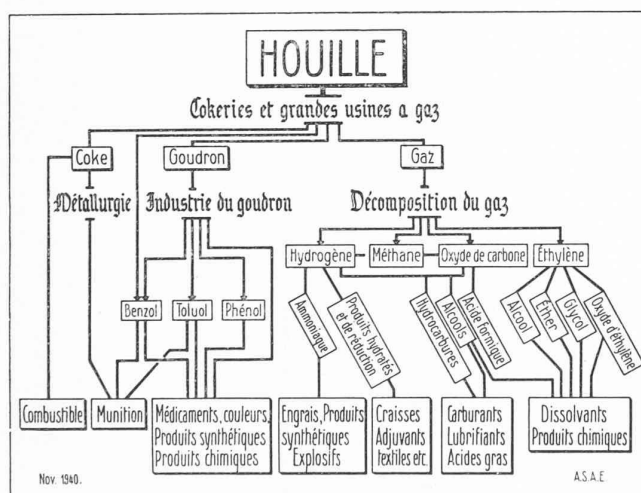 HOUILLE
Cokeries et grandes usines a gaz
Coke
Goudron
Gaz
Métallurgie
Industrie du goudron
Décomposition du gaz
Hydrogène
Méthane
Oxyde de carbone
Éthylène
Benzol
Toluol
Phénol
Ammoniaque
Produits hydratés
et de réduction
Hydrocarbures
Alcools
Acide formique
Alcool
Éther
Glycol
Oxyde d'éthylène
Combustible
Munition
Médicaments, couleurs,
Produits synthétiques
Produits chimiques
Engrais, Produits
synthétiques
Explosifs
Craisses
Adjuvants
textiles etc.
Carburants
Lubrifiants
Acides gras
Dissolvants
Produits chimiques
Nov. 1940.
A.S.A.E.